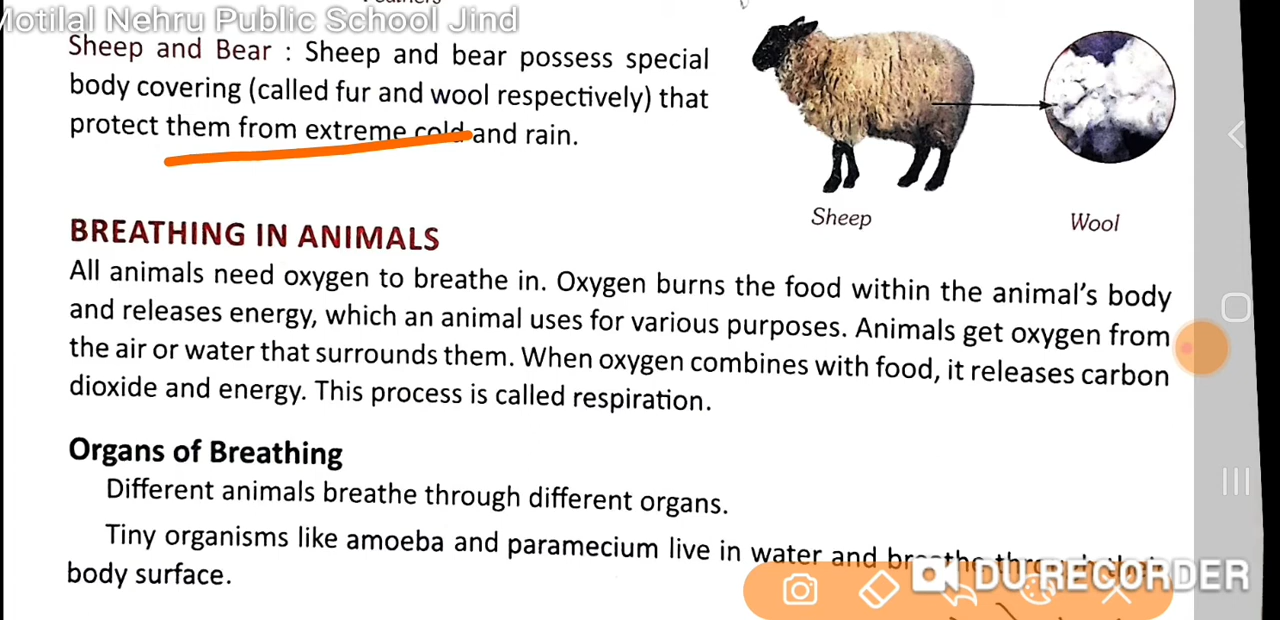 Motilal Nehru Public School Jind
Sheep and Bear : Sheep and bear possess special
body covering (called fur and wool respectively) that
protect them from extreme cold and rain.
Sheep
Wool
BREATHING IN ANIMALS
All animals need oxygen to breathe in. Oxygen burns the food within the animal's body
and releases energy, which an animal uses for various purposes. Animals get oxygen from
the air or water that surrounds them. When oxygen combines with food, it releases carbon
dioxide and energy. This process is called respiration.
Organs of Breathing
Different animals breathe through different organs.
Tiny organisms like amoeba and paramecium live in water and breathe through their
body surface.
DU RECORDER